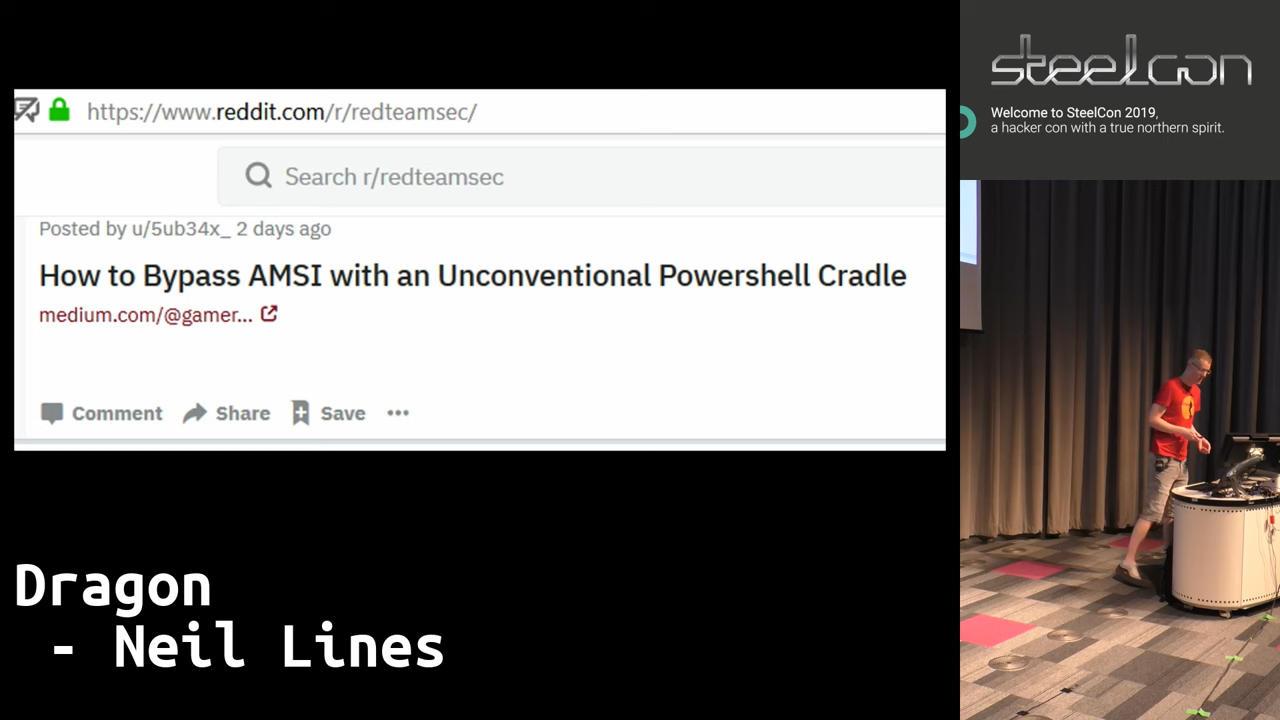 https://www.reddit.com/r/redteamsec/
Search r/redteamsec
Posted by u/5ub34x_ 2 days ago
How to Bypass AMSI with an Unconventional Powershell Cradle
medium.com/@gamer...
Comment Share Save
Dragon
- Neil Lines
steelcon
Welcome to SteelCon 2019,
a hacker con with a true northern spirit.